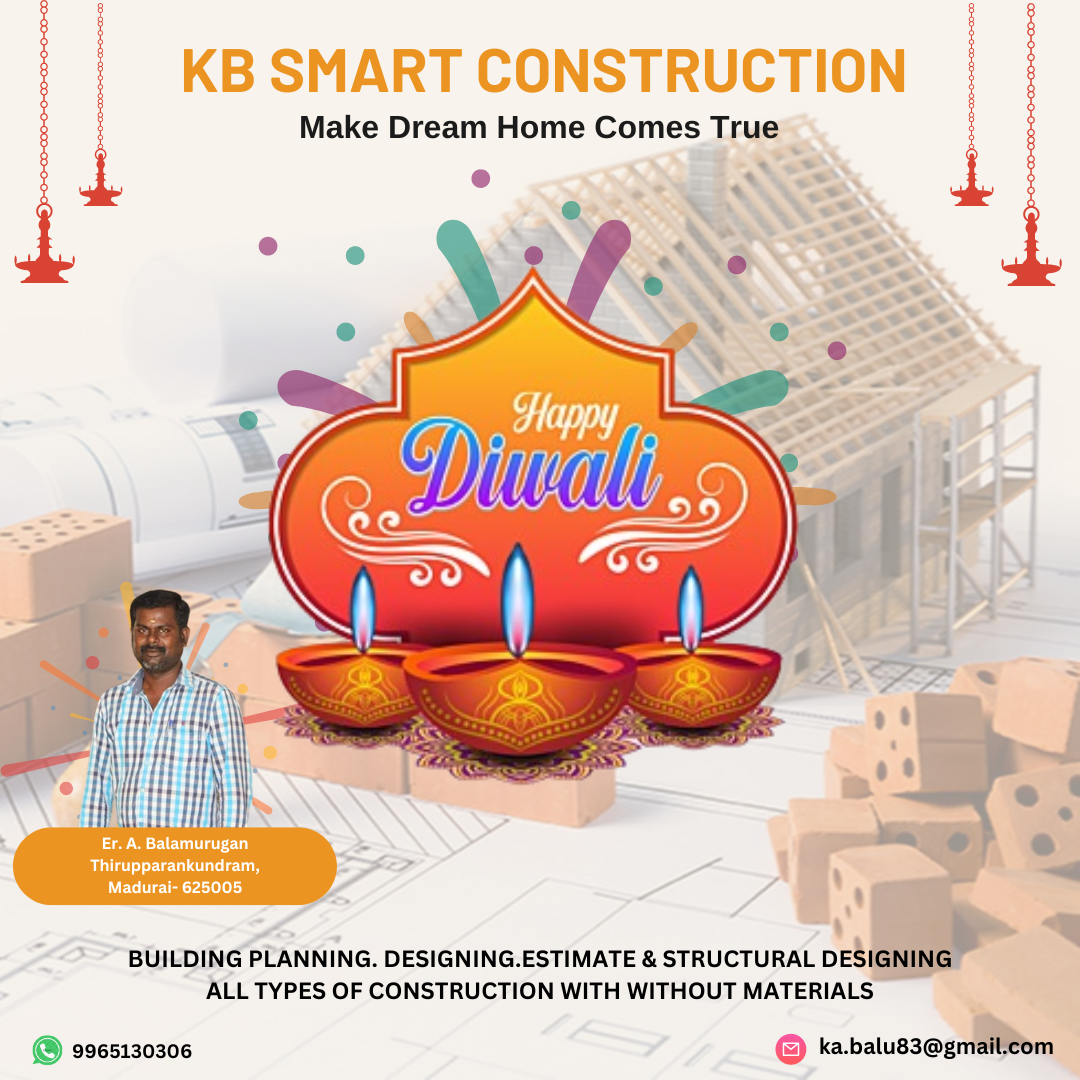 KB SMART CONSTRUCTION
Make Dream Home Comes True
Happy
Diwali
Er. A. Balamurugan
Thirupparankundram,
Madurai- 625005
BUILDING PLANNING. DESIGNING.ESTIMATE & STRUCTURAL DESIGNING
ALL TYPES OF CONSTRUCTION WITH WITHOUT MATERIALS
9965130306
ka.balu83@gmail.com